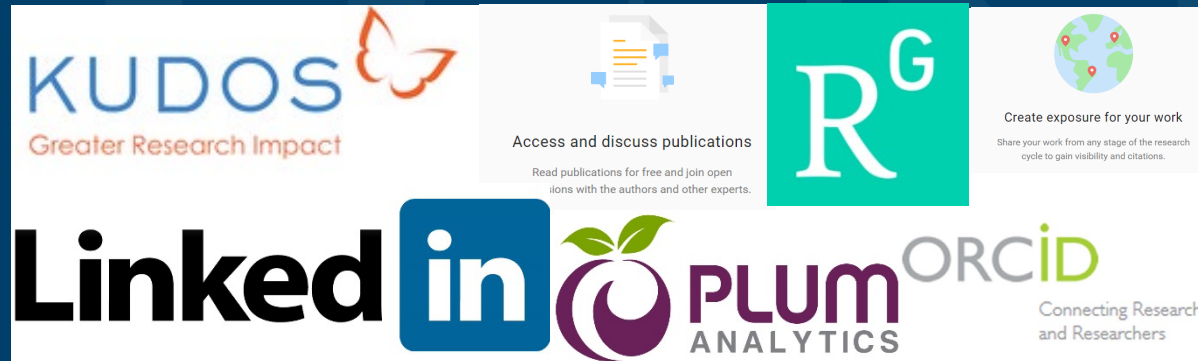 KUDOS
Greater Research Impact
Access and discuss publications
Read publications for free and join open
ions with the authors and other experts.
RG
Create exposure for your work
Share your work from any stage of the research
cycle to gain visibility and citations.
Linked in
PLUM
ANALYTICS
ORCiD
Connecting Research
and Researchers